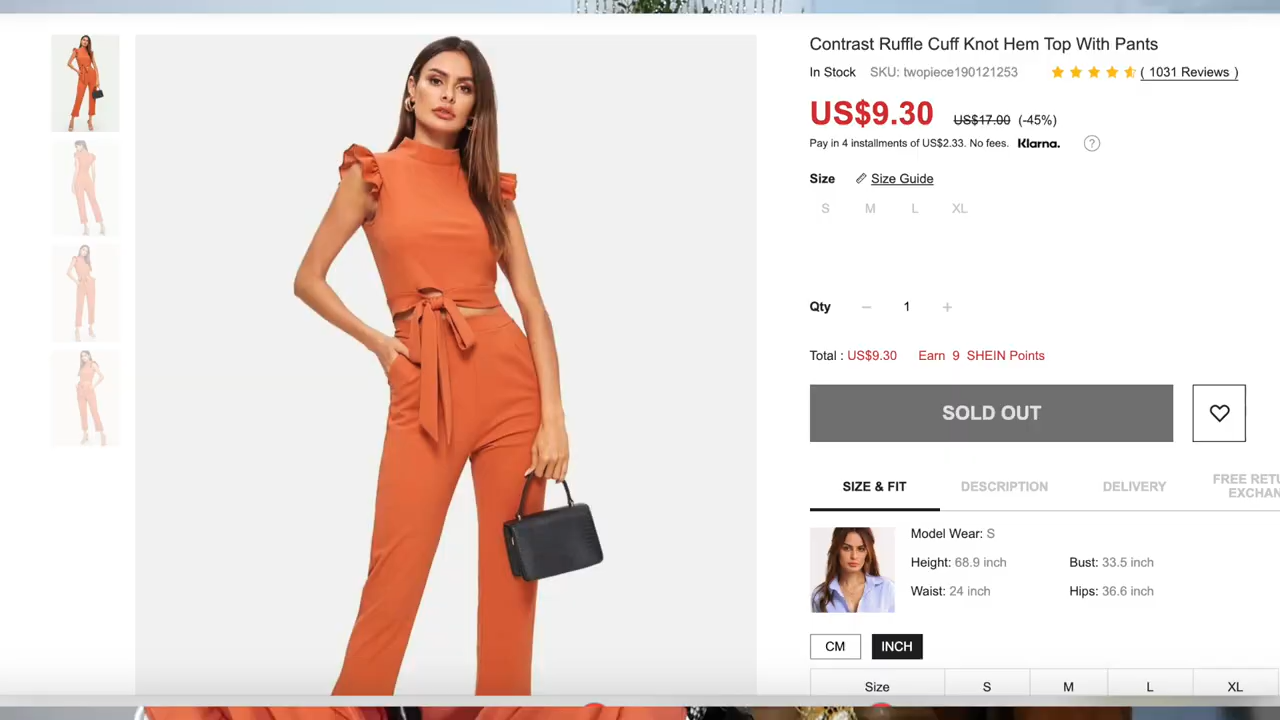 Contrast Ruffle Cuff Knot Hem Top With Pants
In Stock SKU: twopiece190121253 ( 1031 Reviews )
US$9.30 US$17.00 (-45%)
Pay in 4 installments of US$2.33. No fees. Klarna. ?
Size Size Guide
S M L XL
Qty − 1 +
Total : US$9.30 Earn 9 SHEIN Points
SOLD OUT
SIZE & FIT DESCRIPTION DELIVERY FREE RETU
EXCHAN
Model Wear: S
Height: 68.9 inch Bust: 33.5 inch
Waist: 24 inch Hips: 36.6 inch
CM INCH
Size S M L XL